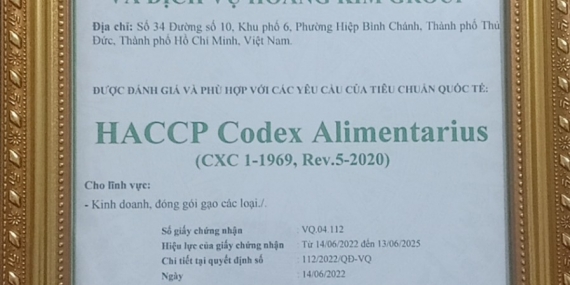 VÀ DỊCH VỤ HOÀNG KIM GROUP
Địa chỉ: Số 34 Đường số 10, Khu phố 6, Phường Hiệp Bình Chánh, Thành phố Thủ
Đức, Thành phố Hồ Chí Minh, Việt Nam.
ĐƯỢC ĐÁNH GIÁ VÀ PHÙ HỢP VỚI CÁC YÊU CẦU CỦA TIÊU CHUẨN QUỐC TẾ:
HACCP Codex Alimentarius
(CXC 1-1969, Rev.5-2020)
Cho lĩnh vực:
- Kinh doanh, đóng gói gạo các loại./.
Số giấy chứng nhận : VQ.04.112
Hiệu lực của giấy chứng nhận : Từ 14/06/2022 đến 13/06/2025
Chi tiết tại quyết định số : 112/2022/QĐ-VQ
Ngày : 14/06/2022